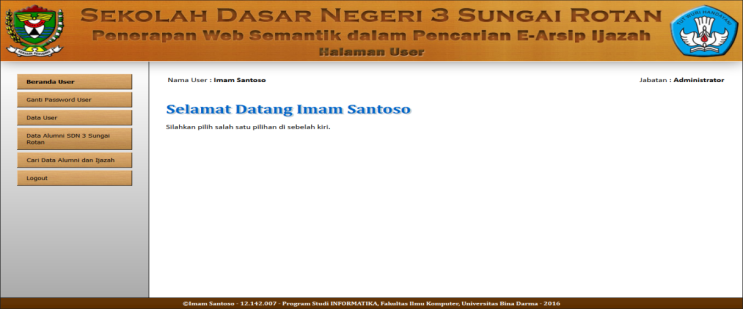 SEKOLAH DASAR NEGERI 3 SUNGAI ROTAN
Penerapan Web Semantik dalam Pencarian E-Arsip Ijazah
Halaman User
Beranda User
Ganti Password User
Data User
Data Alumni SDN 3 Sungai
Rotan
Cari Data Alumni dan Ijazah
Logout
Nama User : Imam Santoso
Jabatan : Administrator
Selamat Datang Imam Santoso
Silahkan pilih salah satu pilihan di sebelah kiri.
©Imam Santoso - 12.142.007 - Program Studi INFORMATIKA, Fakultas Ilmu Komputer, Universitas Bina Darma - 2016